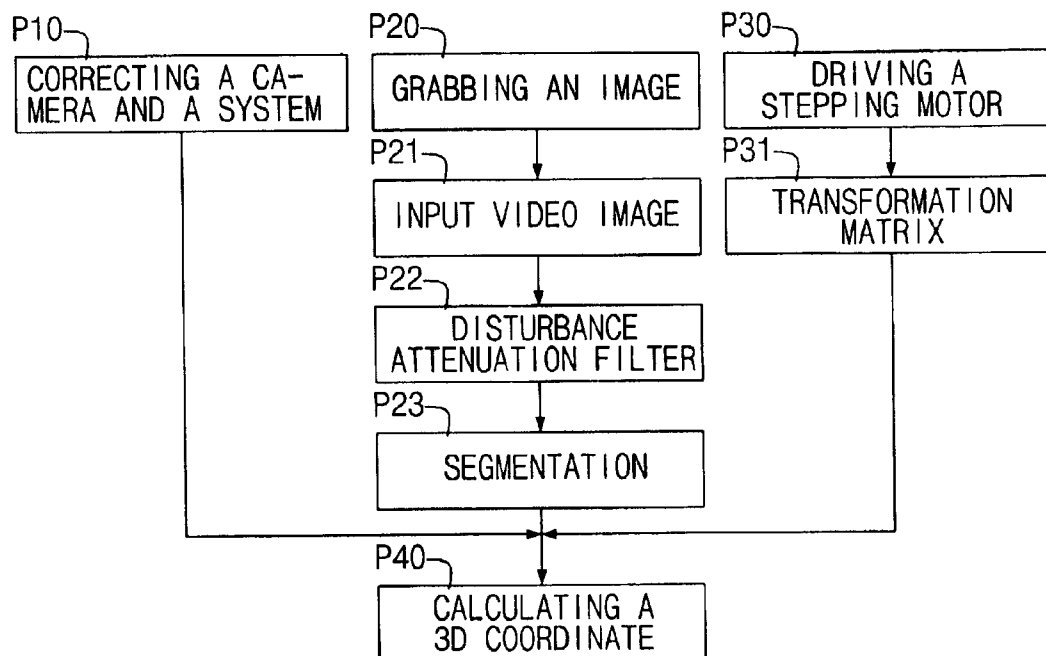 P10
CORRECTING A CA-
MERA AND A SYSTEM
P20
GRABBING AN IMAGE
P21
INPUT VIDEO IMAGE
P22
DISTURBANCE
ATTENUATION FILTER
P23
SEGMENTATION
P30
DRIVING A
STEPPING MOTOR
P31
TRANSFORMATION
MATRIX
P40
CALCULATING A
3D COORDINATE